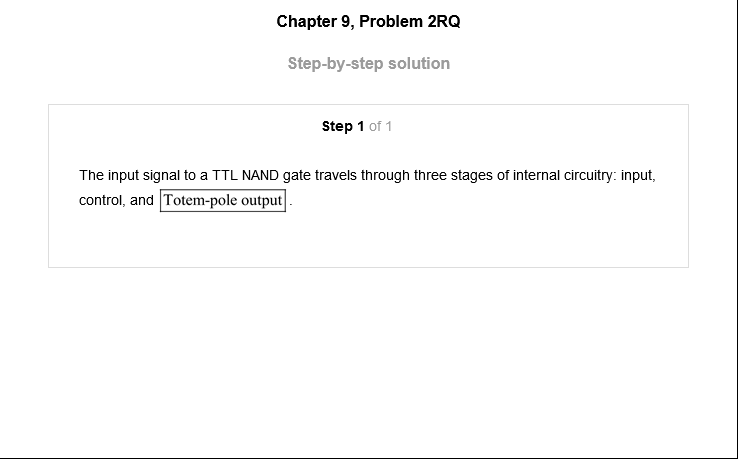 Chapter 9, Problem 2RQ
Step-by-step solution
Step 1 of 1
The input signal to a TTL NAND gate travels through three stages of internal circuitry: input,
control, and Totem-pole output .